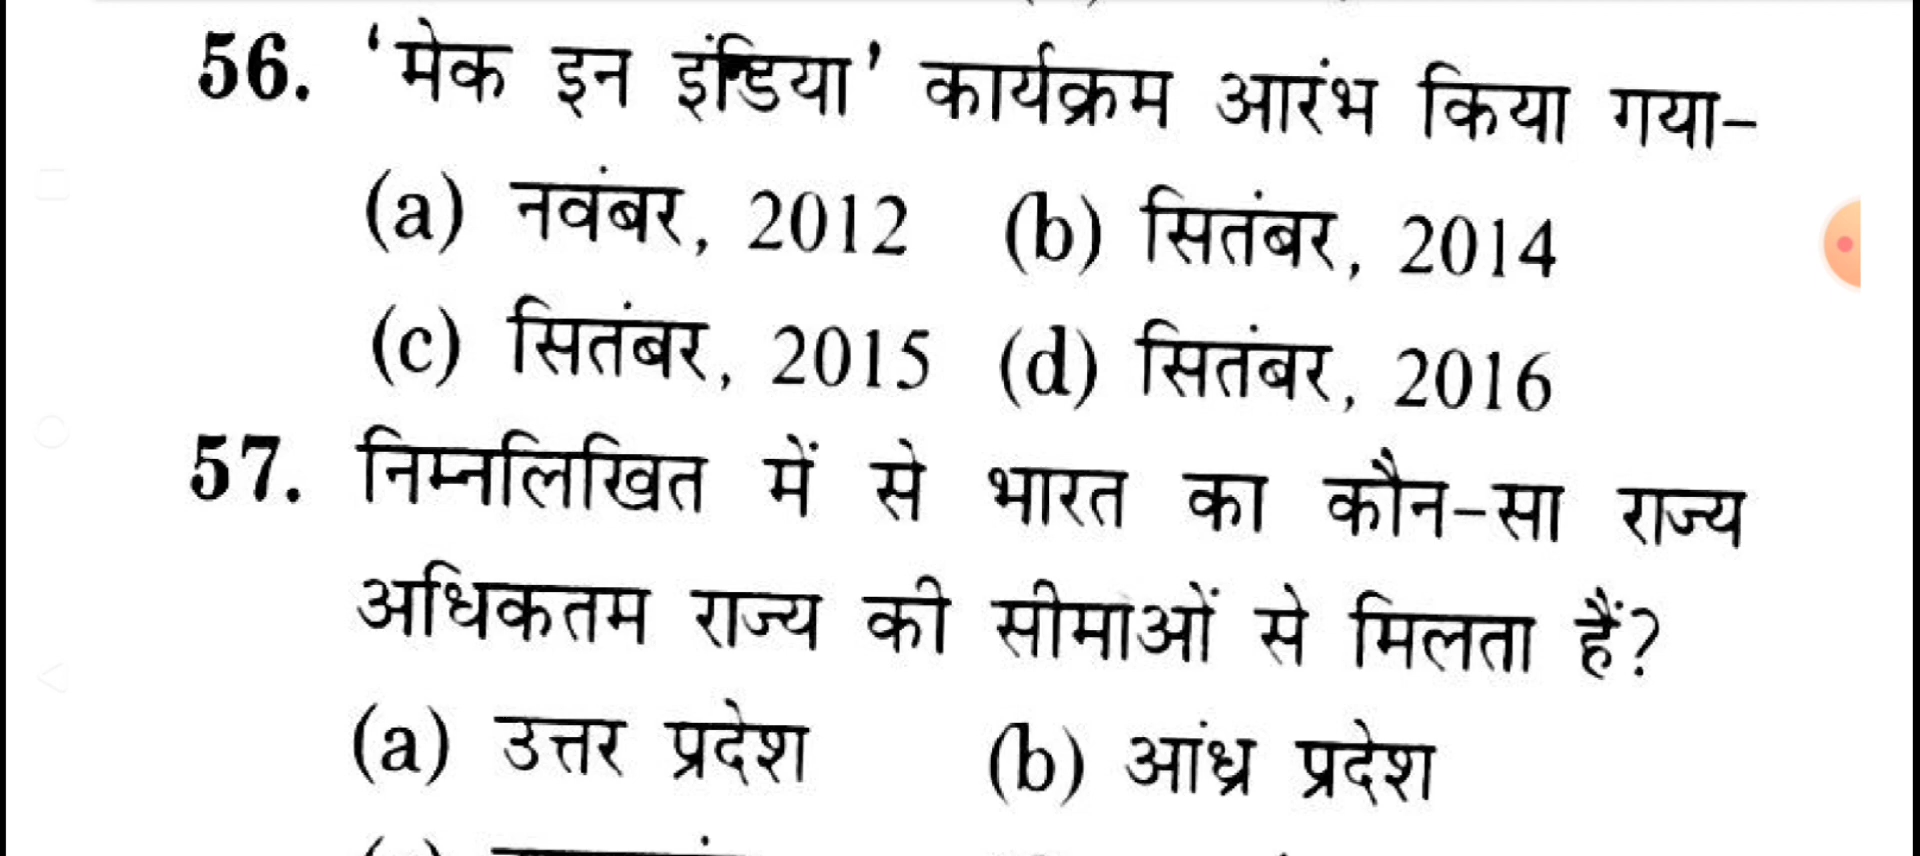 56. ‘मेक इन इंडिया’ कार्यक्रम आरंभ किया गया–
(a) नवंबर, 2012 (b) सितंबर, 2014
(c) सितंबर, 2015 (d) सितंबर, 2016
57. निम्नलिखित में से भारत का कौन-सा राज्य
अधिकतम राज्य की सीमाओं से मिलता हैं?
(a) उत्तर प्रदेश (b) आंध्र प्रदेश